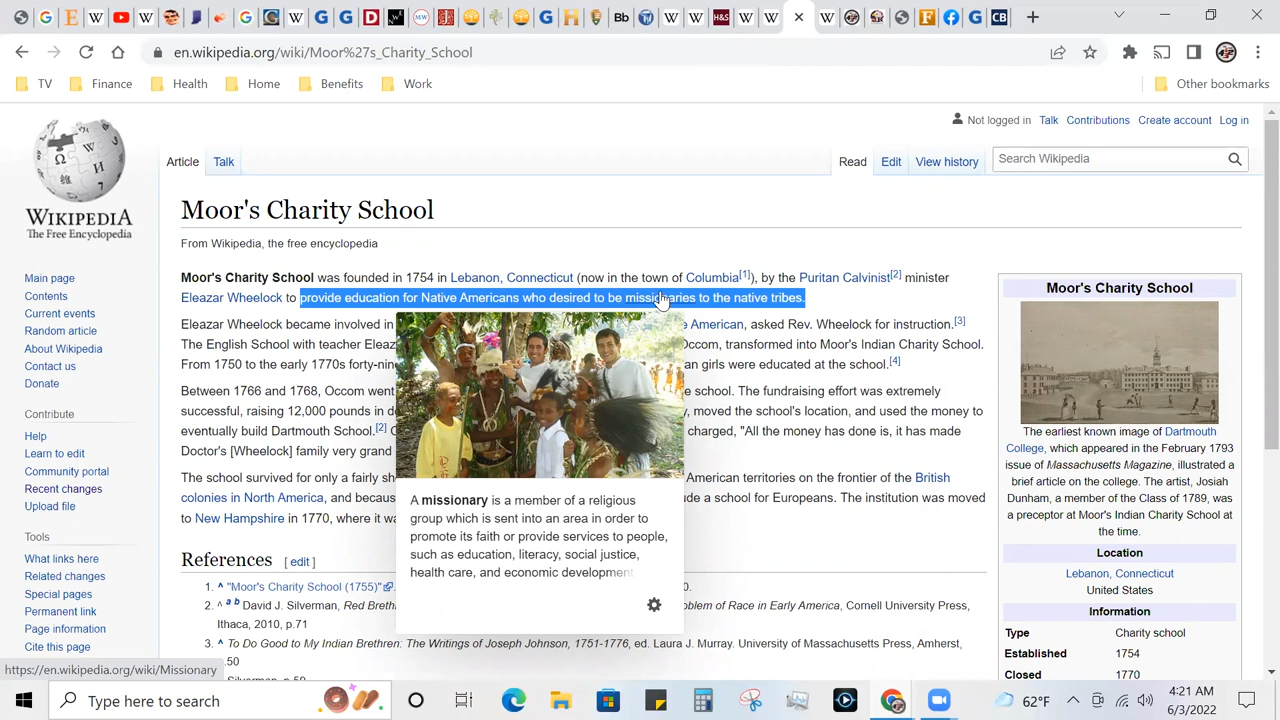 en.wikipedia.org/wiki/Moor%27s_Charity_School
TV Finance Health Home Benefits Work Other bookmarks
Not logged in Talk Contributions Create account Log in
Article Talk Read Edit View history Search Wikipedia
WIKIPEDIA
The Free Encyclopedia
Main page
Contents
Current events
Random article
About Wikipedia
Contact us
Donate
Contribute
Help
Learn to edit
Community portal
Recent changes
Upload file
Tools
What links here
Related changes
Special pages
Permanent link
Page information
Cite this page
Moor's Charity School
From Wikipedia, the free encyclopedia
Moor's Charity School was founded in 1754 in Lebanon, Connecticut (now in the town of Columbia[1]), by the Puritan Calvinist[2] minister
Eleazar Wheelock to provide education for Native Americans who desired to be missionaries to the native tribes.
Eleazar Wheelock became involved in e American, asked Rev. Wheelock for instruction.[3]
The English School with teacher Eleaz Occom, transformed into Moor's Indian Charity School.
From 1750 to the early 1770s forty-nin an girls were educated at the school.[4]
Between 1766 and 1768, Occom went e school. The fundraising effort was extremely
successful, raising 12,000 pounds in d , moved the school's location, and used the money to
eventually build Dartmouth School.[2] charged, "All the money has done is, it has made
Doctor's [Wheelock] family very grand
The school survived for only a fairly sh American territories on the frontier of the British
colonies in North America, and becaus de a school for Europeans. The institution was moved
to New Hampshire in 1770, where it wa
A missionary is a member of a religious
group which is sent into an area in order to
promote its faith or provide services to people,
such as education, literacy, social justice,
health care, and economic development
References [ edit ]
1. ^ "Moor's Charity School (1755)". 0.
2. ^ a b David J. Silverman, Red Breth roblem of Race in Early America, Cornell University Press,
Ithaca, 2010, p.71
3. ^ To Do Good to My Indian Brethren: The Writings of Joseph Johnson, 1751-1776, ed. Laura J. Murray. University of Massachusetts Press, Amherst,
.50
Moor's Charity School
The earliest known image of Dartmouth
College, which appeared in the February 1793
issue of Massachusetts Magazine, illustrated a
brief article on the college. The artist, Josiah
Dunham, a member of the Class of 1789, was
a preceptor at Moor's Indian Charity School at
the time.
Location
Lebanon, Connecticut
United States
Information
Type Charity school
Established 1754
Closed 1770
https://en.wikipedia.org/wiki/Missionary
Type here to search
62°F
4:21 AM
6/3/2022